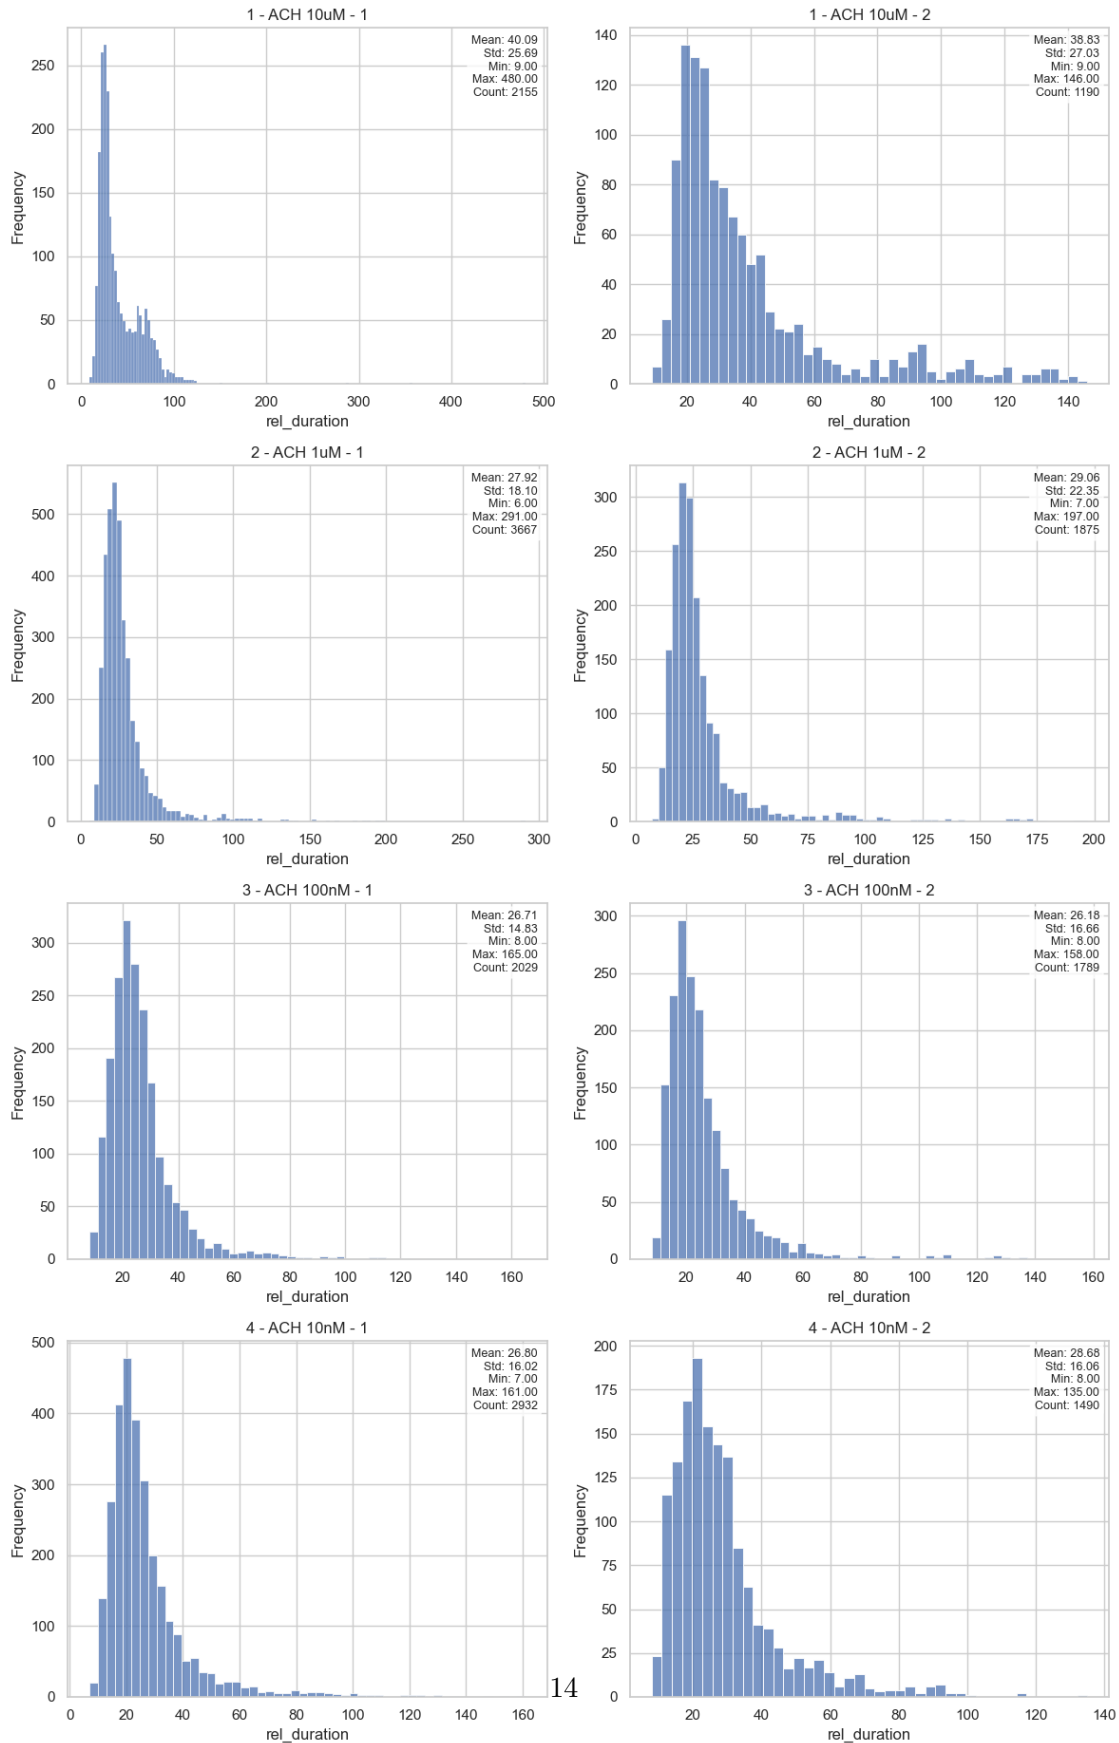 1 - ACH 10uM - 1
Mean: 40.09
Std: 25.69
Min: 9.00
Max: 480.00
Count: 2155
250
200
150
100
50
0
Frequency
0 100 200 300 400 500
rel_duration
1 - ACH 10uM - 2
Mean: 38.83
Std: 27.03
Min: 9.00
Max: 146.00
Count: 1190
140
120
100
80
60
40
20
0
Frequency
20 40 60 80 100 120 140
rel_duration
2 - ACH 1uM - 1
Mean: 27.92
Std: 18.10
Min: 6.00
Max: 291.00
Count: 3667
500
400
300
200
100
0
Frequency
0 50 100 150 200 250 300
rel_duration
2 - ACH 1uM - 2
Mean: 29.06
Std: 22.35
Min: 7.00
Max: 197.00
Count: 1875
300
250
200
150
100
50
0
Frequency
0 25 50 75 100 125 150 175 200
rel_duration
3 - ACH 100nM - 1
Mean: 26.71
Std: 14.83
Min: 8.00
Max: 165.00
Count: 2029
300
250
200
150
100
50
0
Frequency
20 40 60 80 100 120 140 160
rel_duration
3 - ACH 100nM - 2
Mean: 26.18
Std: 16.66
Min: 8.00
Max: 158.00
Count: 1789
300
250
200
150
100
50
0
Frequency
20 40 60 80 100 120 140 160
rel_duration
4 - ACH 10nM - 1
Mean: 26.80
Std: 16.02
Min: 7.00
Max: 161.00
Count: 2932
500
400
300
200
100
0
Frequency
0 20 40 60 80 100 120 140 160
rel_duration
4 - ACH 10nM - 2
Mean: 28.68
Std: 16.06
Min: 8.00
Max: 135.00
Count: 1490
200
175
150
125
100
75
50
25
0
Frequency
20 40 60 80 100 120 140
rel_duration
14